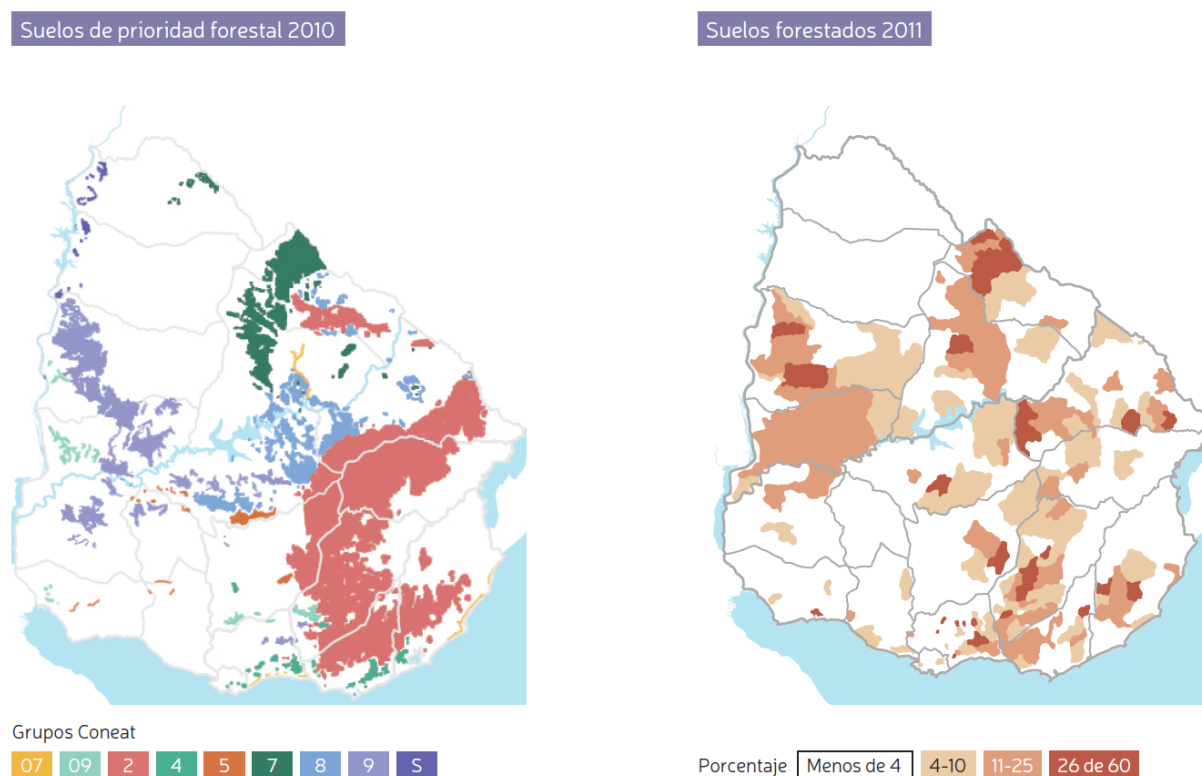 Suelos de prioridad forestal 2010
Suelos forestados 2011
Grupos Coneat
07 09 2 4 5 7 8 9 S
Porcentaje Menos de 4 4-10 11-25 26 de 60